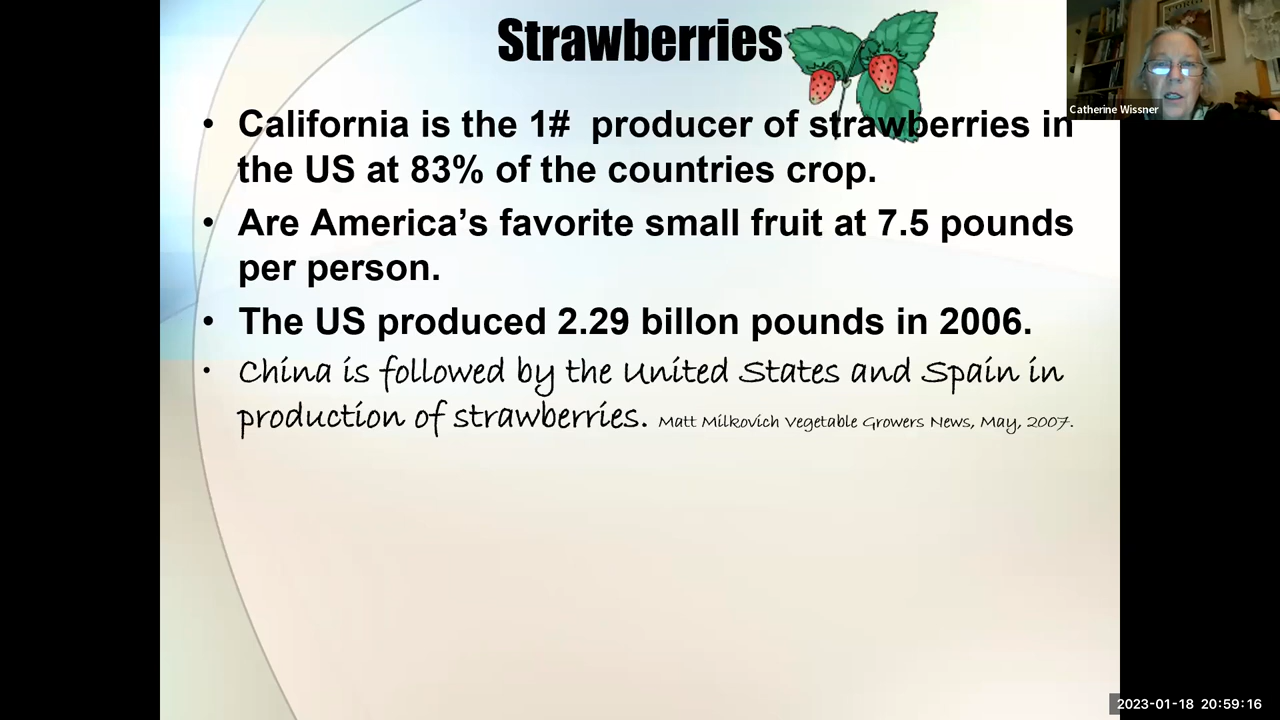 Strawberries
Catherine Wissner
• California is the 1# producer of strawberries in
the US at 83% of the countries crop.
• Are America’s favorite small fruit at 7.5 pounds
per person.
• The US produced 2.29 billon pounds in 2006.
• China is followed by the United States and Spain in
production of strawberries. Matt Milkovich Vegetable Growers News, May, 2007.
2023-01-18 20:59:16